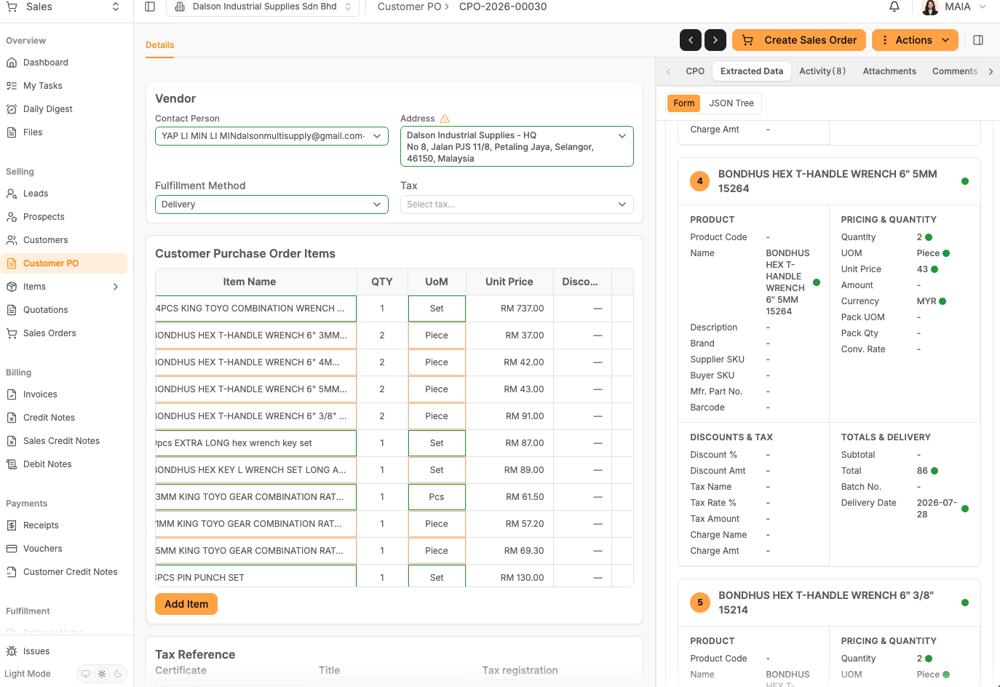 Sales
Dalson Industrial Supplies Sdn Bhd
Customer PO > CPO-2026-00030
MAIA
Overview
Dashboard
My Tasks
Daily Digest
Files
Selling
Leads
Prospects
Customers
Customer PO
Items
Quotations
Sales Orders
Billing
Invoices
Credit Notes
Sales Credit Notes
Debit Notes
Payments
Receipts
Vouchers
Customer Credit Notes
Fulfillment
Delivery Notes
Issues
Light Mode
Details
Create Sales Order
Actions
Vendor
Contact Person
YAP LI MIN LI MINdalsonmultisupply@gmail.com-
Address
Dalson Industrial Supplies - HQ
No 8, Jalan PJS 11/8, Petaling Jaya, Selangor,
46150, Malaysia
Fulfillment Method
Delivery
Tax
Select tax...
Customer Purchase Order Items
Item Name QTY UoM Unit Price Disco...
4PCS KING TOYO COMBINATION WRENCH ... 1 Set RM 737.00 —
BONDHUS HEX T-HANDLE WRENCH 6" 3MM... 2 Piece RM 37.00 —
BONDHUS HEX T-HANDLE WRENCH 6" 4M... 2 Piece RM 42.00 —
BONDHUS HEX T-HANDLE WRENCH 6" 5MM... 2 Piece RM 43.00 —
BONDHUS HEX T-HANDLE WRENCH 6" 3/8" ... 2 Piece RM 91.00 —
pcs EXTRA LONG hex wrench key set 1 Set RM 87.00 —
BONDHUS HEX KEY L WRENCH SET LONG A... 1 Set RM 89.00 —
3MM KING TOYO GEAR COMBINATION RAT... 1 Pcs RM 61.50 —
1MM KING TOYO GEAR COMBINATION RAT... 1 Piece RM 57.20 —
5MM KING TOYO GEAR COMBINATION RAT... 1 Piece RM 69.30 —
PCS PIN PUNCH SET 1 Set RM 130.00 —
Add Item
Tax Reference
Certificate Title Tax registration
CPO Extracted Data Activity(8) Attachments Comments
Form JSON Tree
Charge Amt -
4
BONDHUS HEX T-HANDLE WRENCH 6" 5MM
15264
PRODUCT
Product Code -
Name BONDHUS
HEX T-
HANDLE
WRENCH
6" 5MM
15264
Description -
Brand -
Supplier SKU -
Buyer SKU -
Mfr. Part No. -
Barcode -
PRICING & QUANTITY
Quantity 2
UOM Piece
Unit Price 43
Amount -
Currency MYR
Pack UOM -
Pack Qty -
Conv. Rate -
DISCOUNTS & TAX
Discount % -
Discount Amt -
Tax Name -
Tax Rate % -
Tax Amount -
Charge Name -
Charge Amt -
TOTALS & DELIVERY
Subtotal -
Total 86
Batch No. -
Delivery Date 2026-07-
28
5
BONDHUS HEX T-HANDLE WRENCH 6" 3/8"
15214
PRODUCT
Product Code -
Name BONDHUS
HEX T-
PRICING & QUANTITY
Quantity 2
UOM Piece